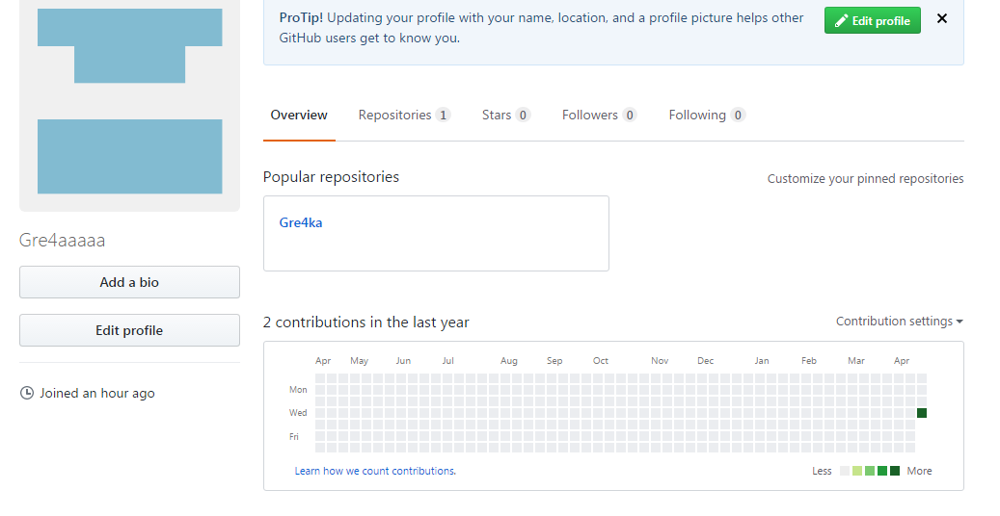 ProTip! Updating your profile with your name, location, and a profile picture helps other
GitHub users get to know you.
Edit profile
Overview Repositories 1 Stars 0 Followers 0 Following 0
Popular repositories
Customize your pinned repositories
Gre4ka
Gre4aaaaa
Add a bio
Edit profile
Joined an hour ago
2 contributions in the last year
Contribution settings
Apr May Jun Jul Aug Sep Oct Nov Dec Jan Feb Mar Apr
Mon
Wed
Fri
Learn how we count contributions.
Less More